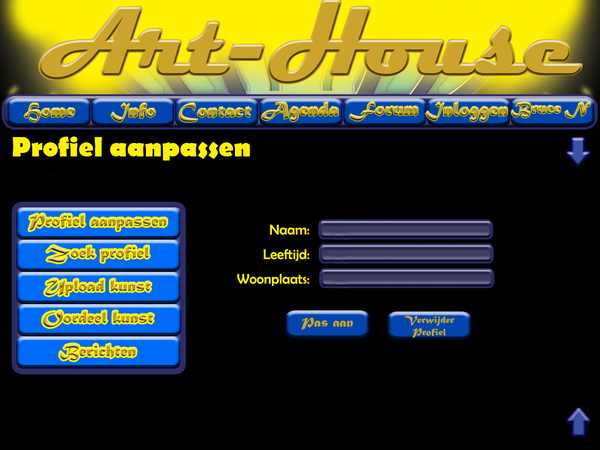 Art-House
Home Info Contact Agenda Forum Inloggen Bruce N
Profiel aanpassen
Profiel aanpassen
Zoek profiel
Upload kunst
Oordeel kunst
Berichten
Naam:
Leeftijd:
Woonplaats:
Pas aan
Verwijder
Profiel